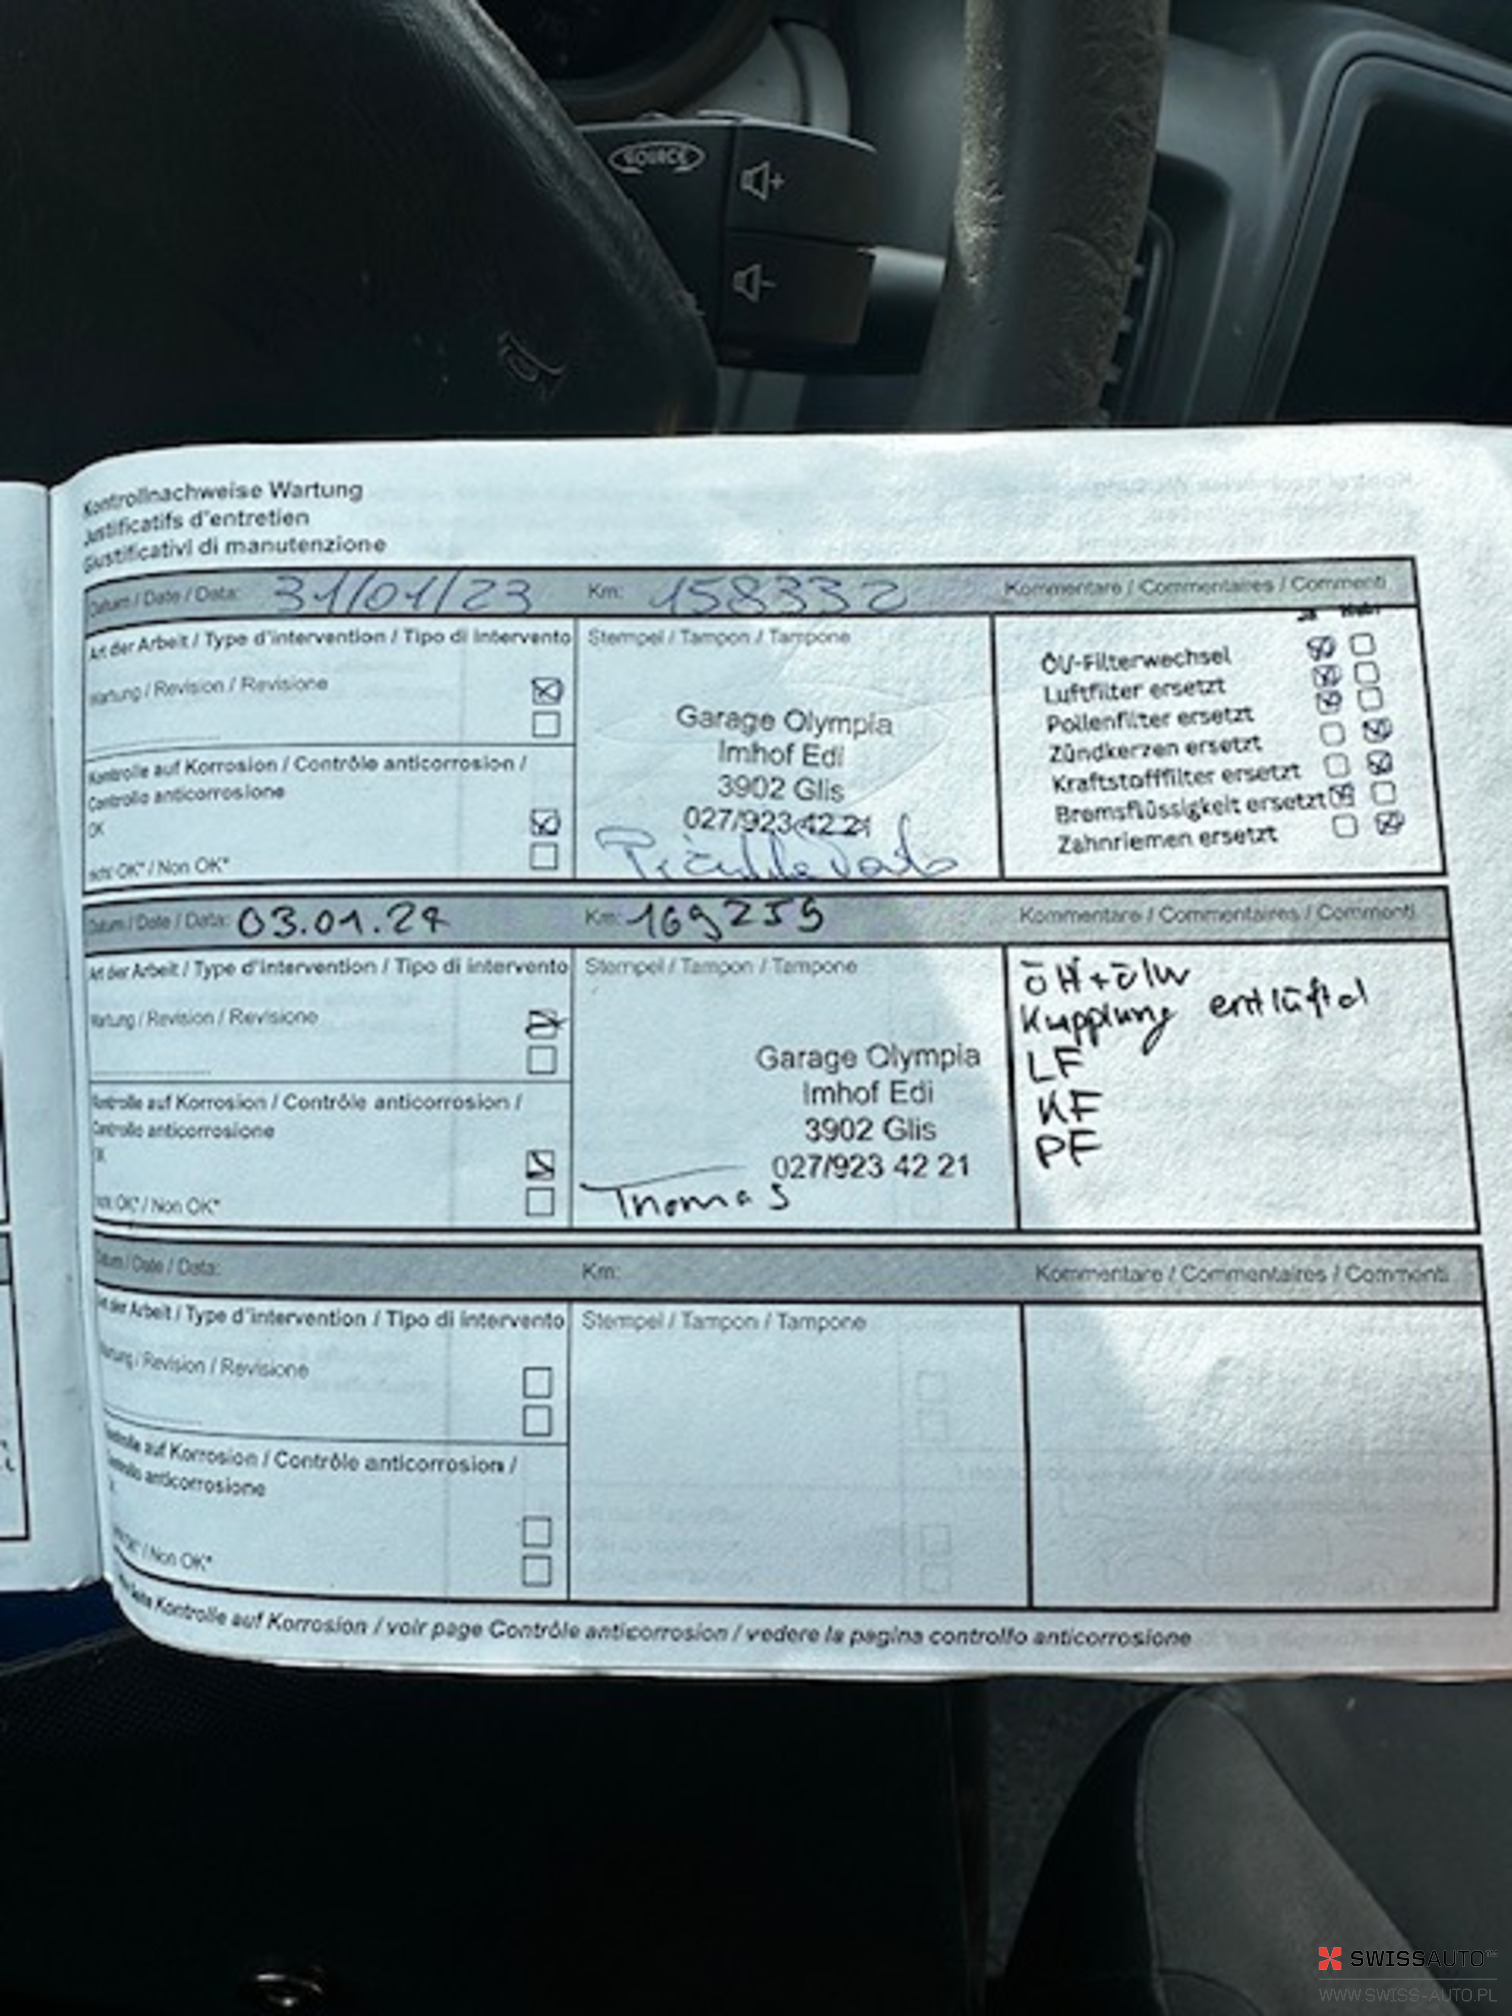 SOURCE
+
-
Kontrollnachweise Wartung
Justificatifs d'entretien
Giustificativi di manutenzione
Datum / Date / Data: 31/01/23 Km: 158332 Kommentare / Commentaires / Commenti
Art der Arbeit / Type d'intervention / Tipo di intervento Stempel / Tampon / Tampone
Wartung / Revision / Revisione
Kontrolle auf Korrosion / Contrôle anticorrosion /
Controllo anticorrosione
OK
nicht OK* / Non OK*
Garage Olympia
Imhof Edi
3902 Glis
027/923 42 21
Öl/-Filterwechsel
Luftfilter ersetzt
Pollenfilter ersetzt
Zündkerzen ersetzt
Kraftstofffilter ersetzt
Bremsflüssigkeit ersetzt
Zahnriemen ersetzt
Datum / Date / Data: 03.01.24 Km: 169259 Kommentare / Commentaires / Commenti
Art der Arbeit / Type d'intervention / Tipo di intervento Stempel / Tampon / Tampone
Wartung / Revision / Revisione
Kontrolle auf Korrosion / Contrôle anticorrosion /
Controllo anticorrosione
nicht OK* / Non OK*
Garage Olympia
Imhof Edi
3902 Glis
027/923 42 21
Thomas
Kupplung entlüftet
LF
KF
PF
Datum / Date / Data: Km: Kommentare / Commentaires / Commenti
Art der Arbeit / Type d'intervention / Tipo di intervento Stempel / Tampon / Tampone
Wartung / Revision / Revisione
Kontrolle auf Korrosion / Contrôle anticorrosion /
Controllo anticorrosione
nicht OK* / Non OK*
Seite Kontrolle auf Korrosion / voir page Contrôle anticorrosion / vedere la pagina controllo anticorrosione
SWISSAUTO
WWW.SWISS-AUTO.PL